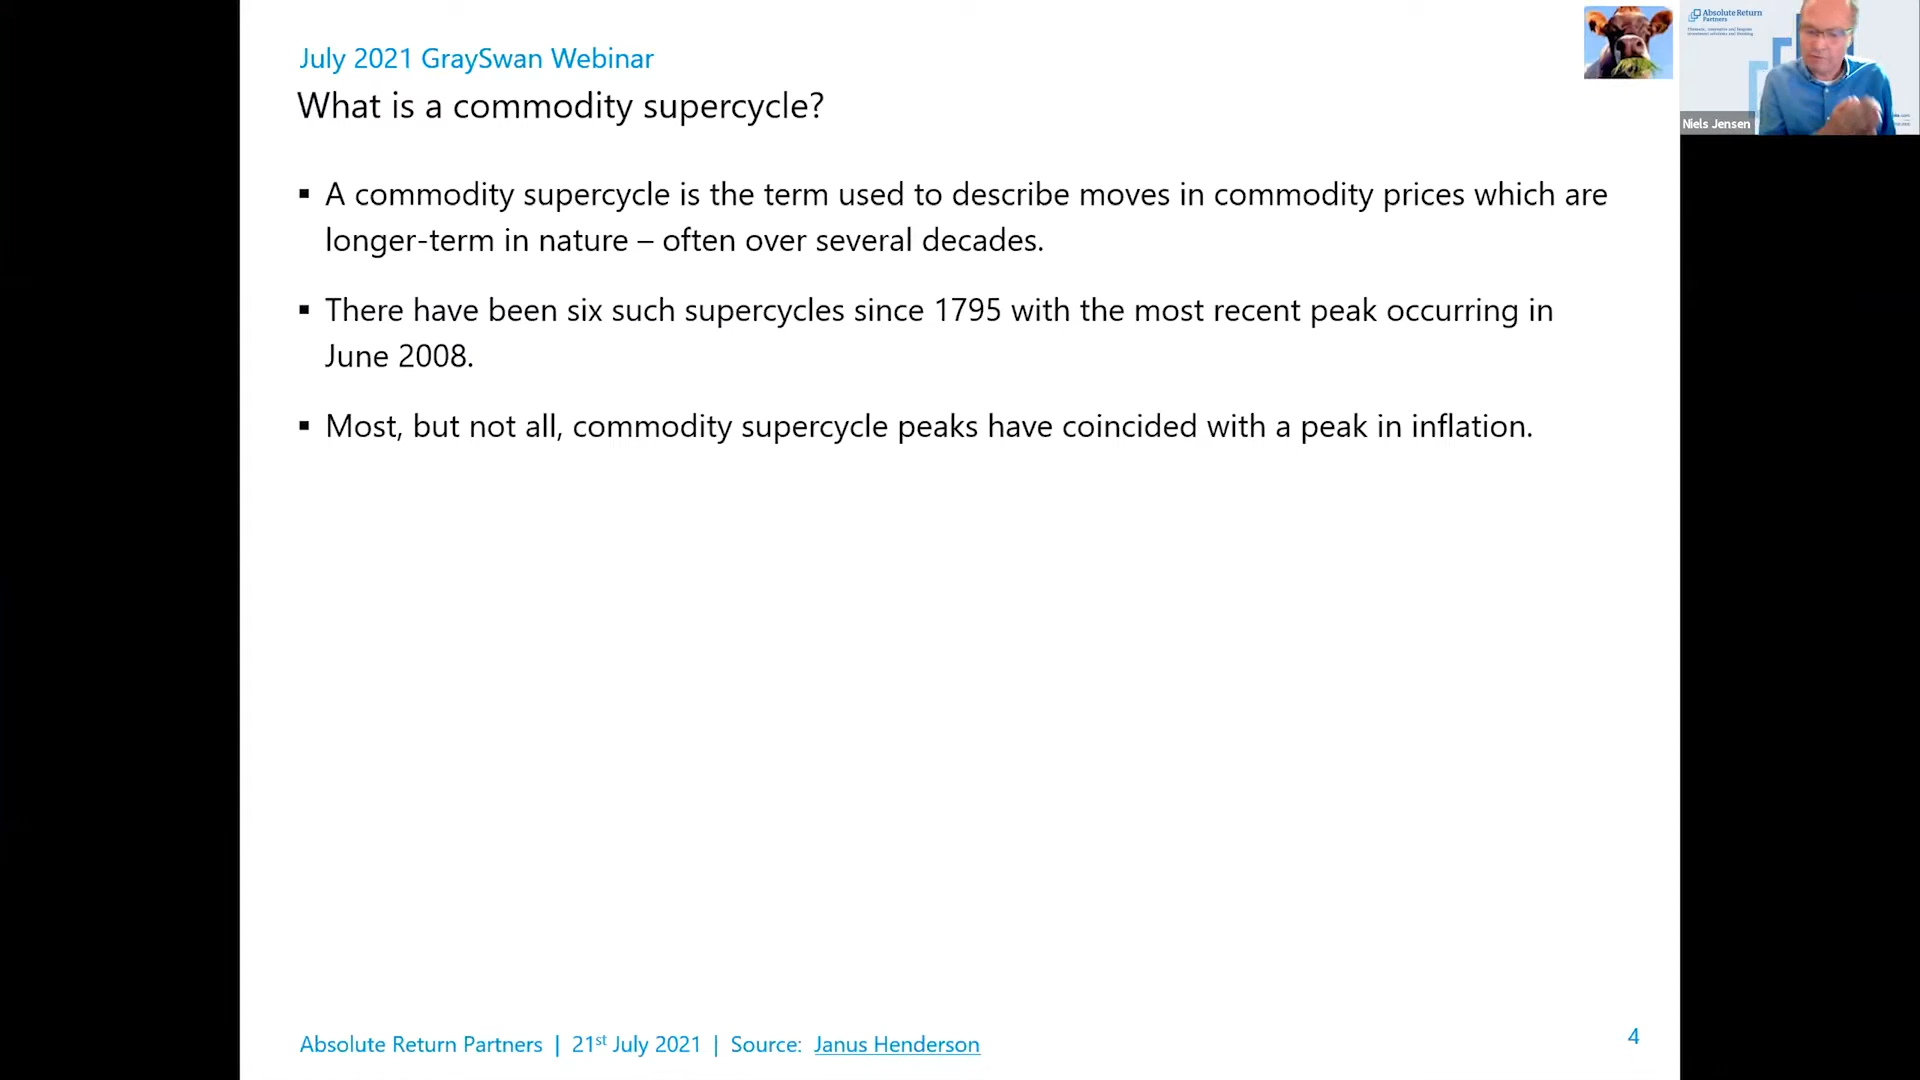 July 2021 GraySwan Webinar
What is a commodity supercycle?
▪ A commodity supercycle is the term used to describe moves in commodity prices which are
longer-term in nature – often over several decades.
▪ There have been six such supercycles since 1795 with the most recent peak occurring in
June 2008.
▪ Most, but not all, commodity supercycle peaks have coincided with a peak in inflation.
Absolute Return Partners | 21st July 2021 | Source: Janus Henderson
4
Absolute Return
Partners
Niels Jensen